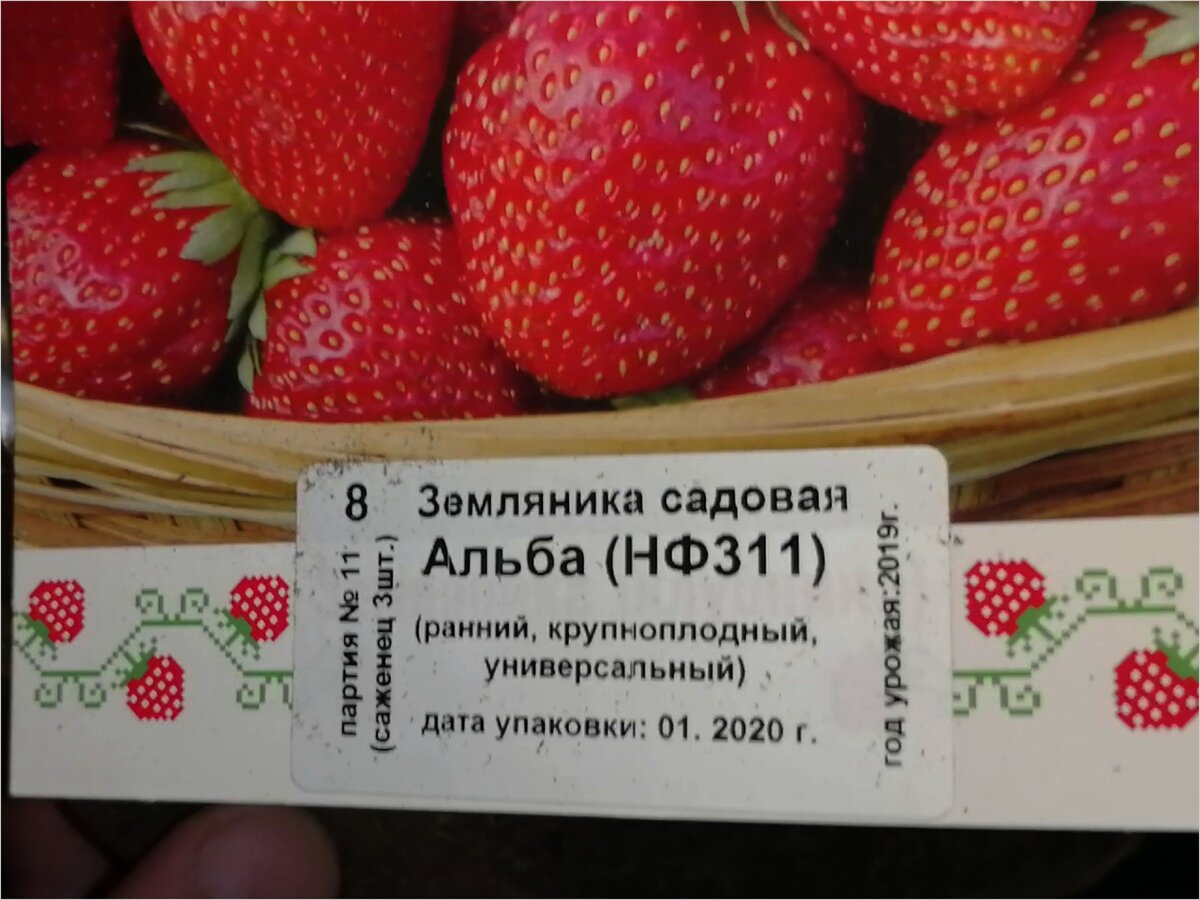 8
партия № 11
(саженец 3шт.)
Земляника садовая
Альба (НФ311)
(ранний, крупноплодный,
универсальный)
дата упаковки: 01. 2020 г.
год урожая:2019г.